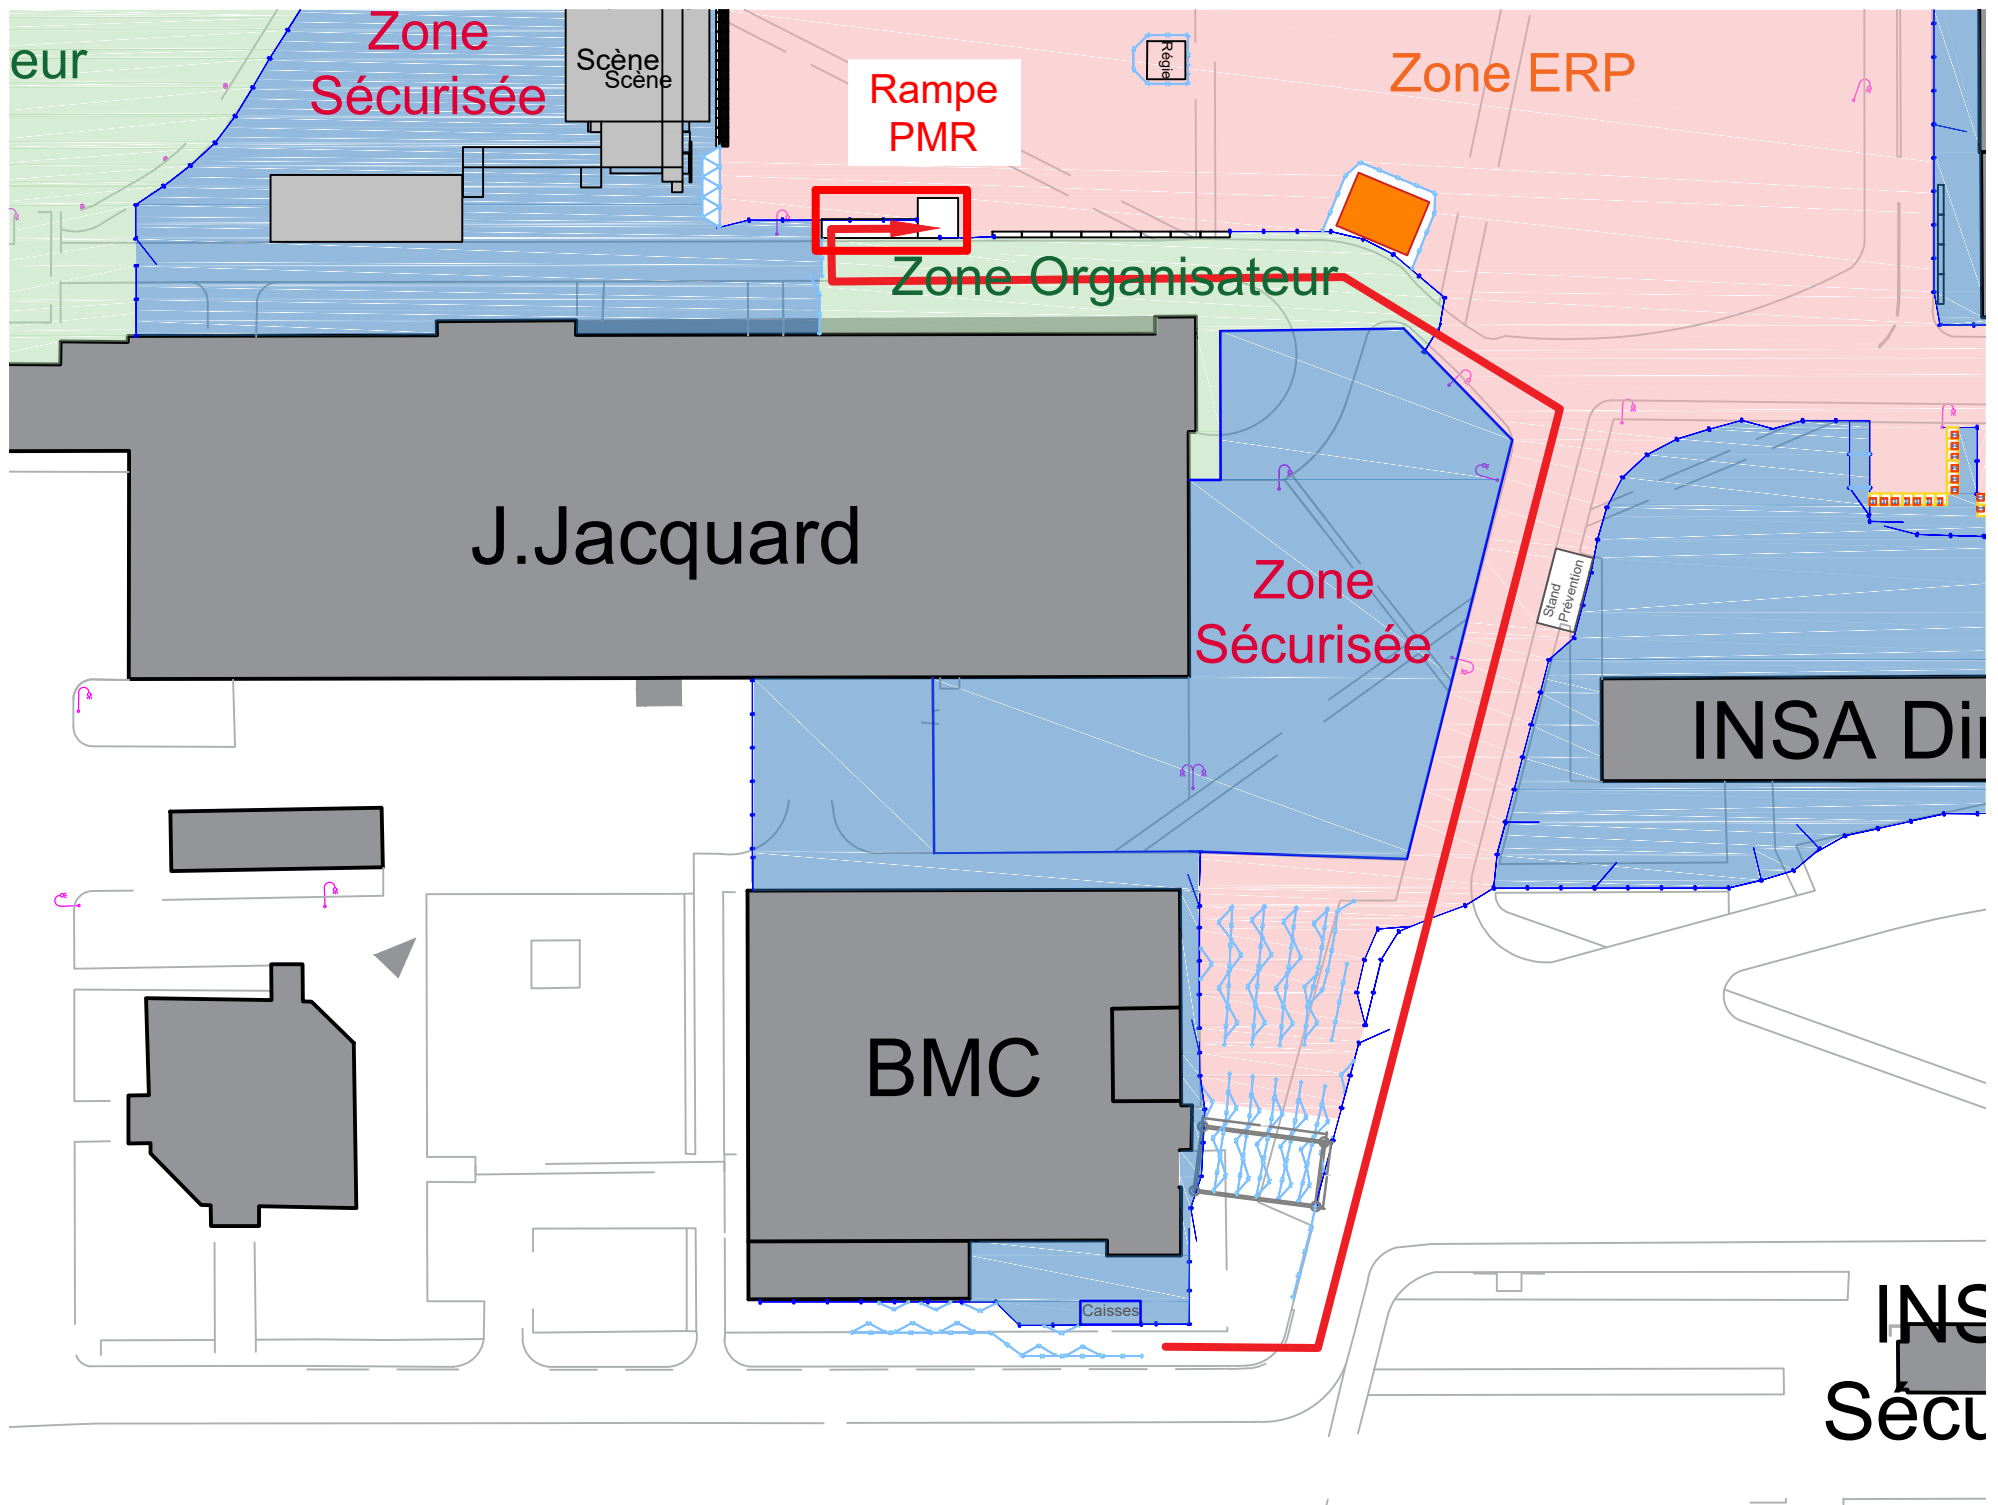 eur
Zone
Sécurisée
Scène
Scène
Rampe
PMR
Régie
Zone ERP
Zone Organisateur
J.Jacquard
Zone
Sécurisée
Stand
Prévention
INSA Dir
BMC
Caisses
INS
Sécu